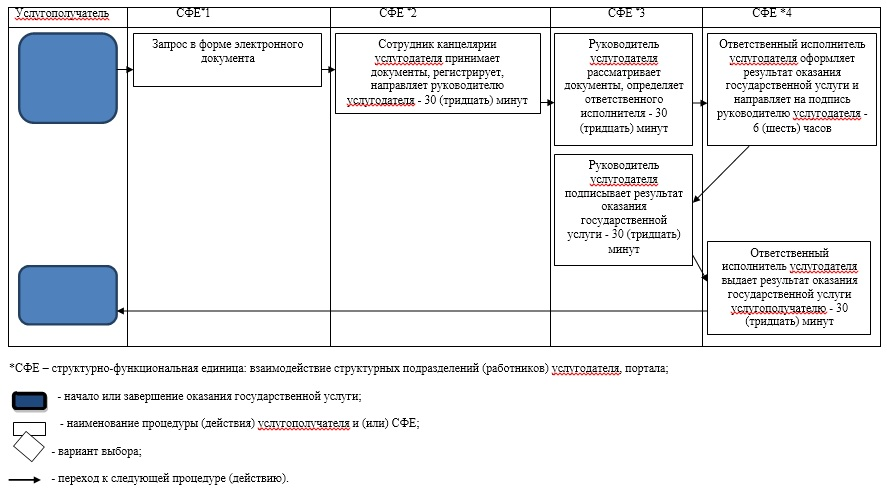 Услугополучатель
СФЕ*1
СФЕ *2
СФЕ *3
СФЕ *4
Запрос в форме электронного
документа
Сотрудник канцелярии
услугодателя принимает
документы, регистрирует,
направляет руководителю
услугодателя - 30 (тридцать) минут
Руководитель
услугодателя
рассматривает
документы, определяет
ответственного
исполнителя - 30
(тридцать) минут
Ответственный исполнитель
услугодателя оформляет
результат оказания
государственной услуги и
направляет на подпись
руководителю услугодателя -
6 (шесть) часов
Руководитель
услугодателя
подписывает результат
оказания
государственной
услуги - 30 (тридцать)
минут
Ответственный
исполнитель услугодателя
выдает результат оказания
государственной услуги
услугополучателю - 30
(тридцать) минут
*СФЕ – структурно-функциональная единица: взаимодействие структурных подразделений (работников) услугодателя, портала;
- начало или завершение оказания государственной услуги;
- наименование процедуры (действия) услугополучателя и (или) СФЕ;
- вариант выбора;
- переход к следующей процедуре (действию).